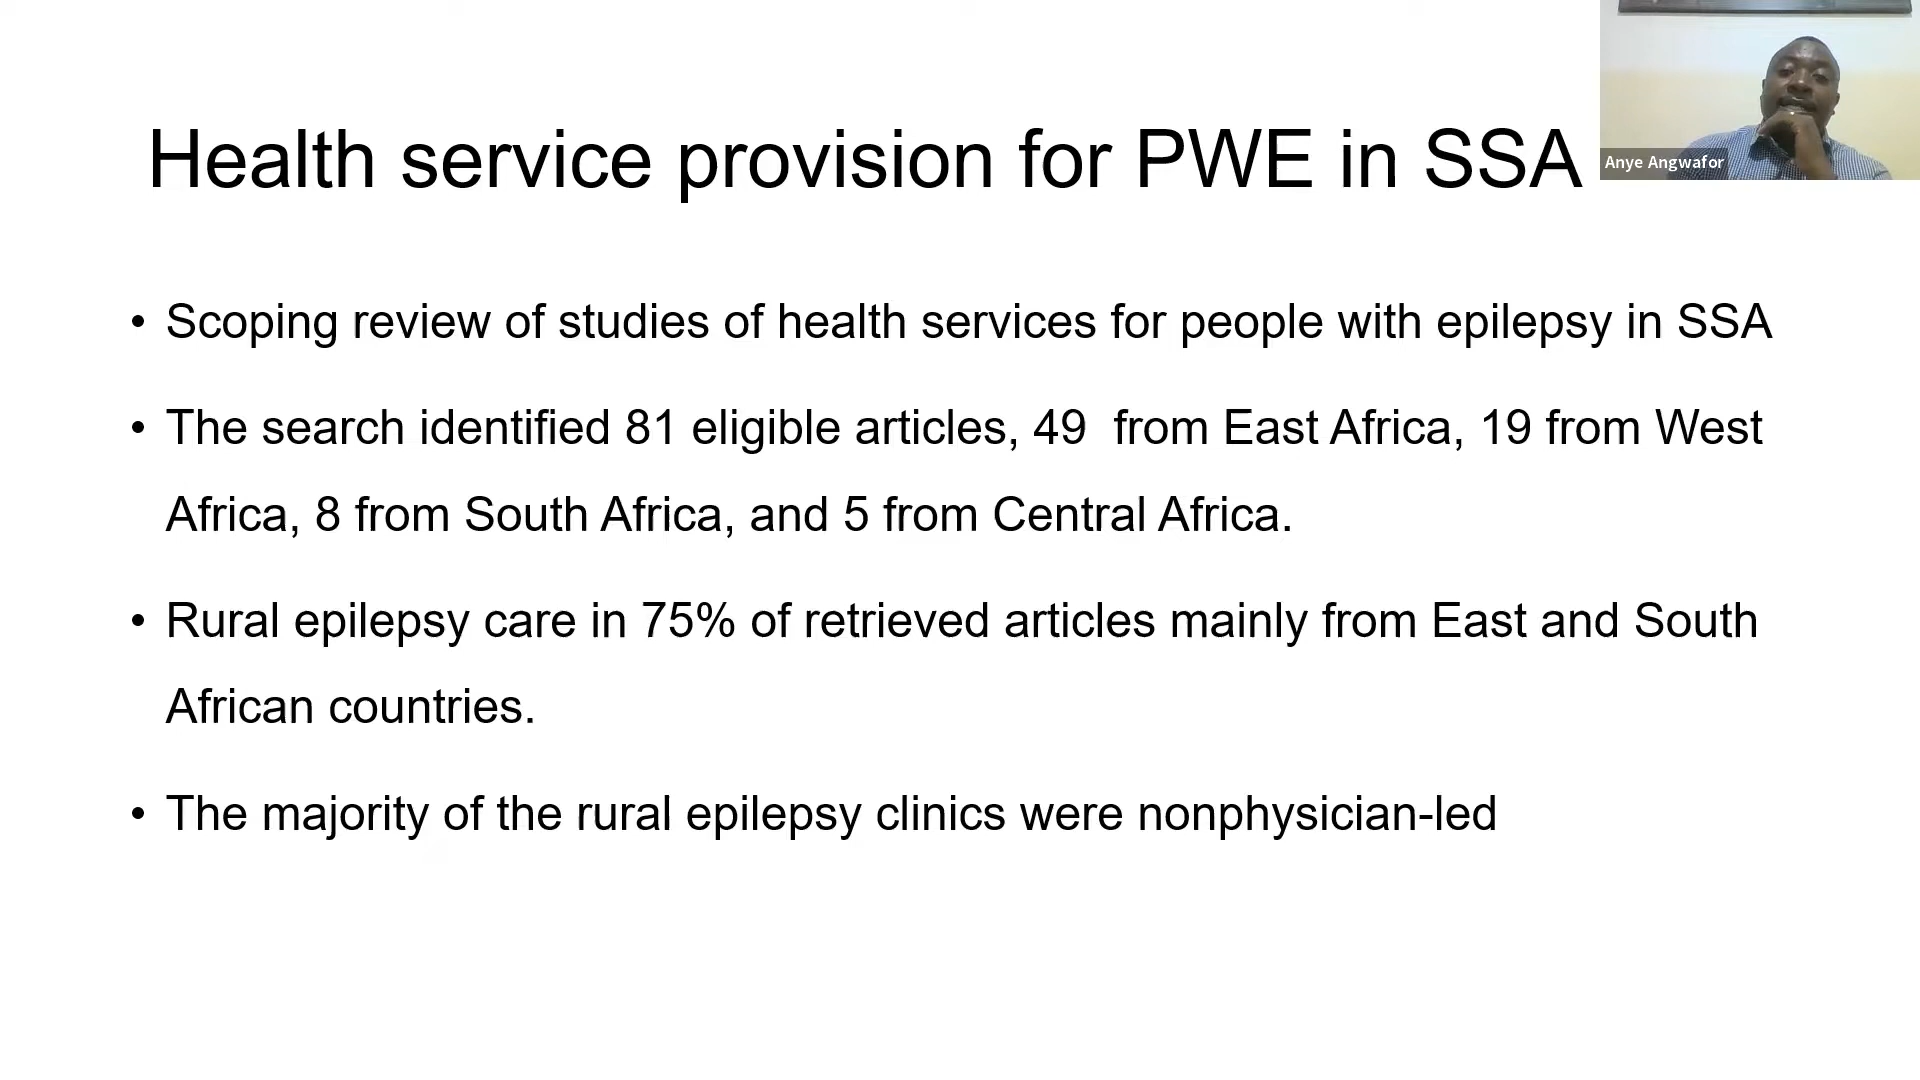 Health service provision for PWE in SSA
Anye Angwafor
• Scoping review of studies of health services for people with epilepsy in SSA
• The search identified 81 eligible articles, 49  from East Africa, 19 from West
Africa, 8 from South Africa, and 5 from Central Africa.
• Rural epilepsy care in 75% of retrieved articles mainly from East and South
African countries.
• The majority of the rural epilepsy clinics were nonphysician-led